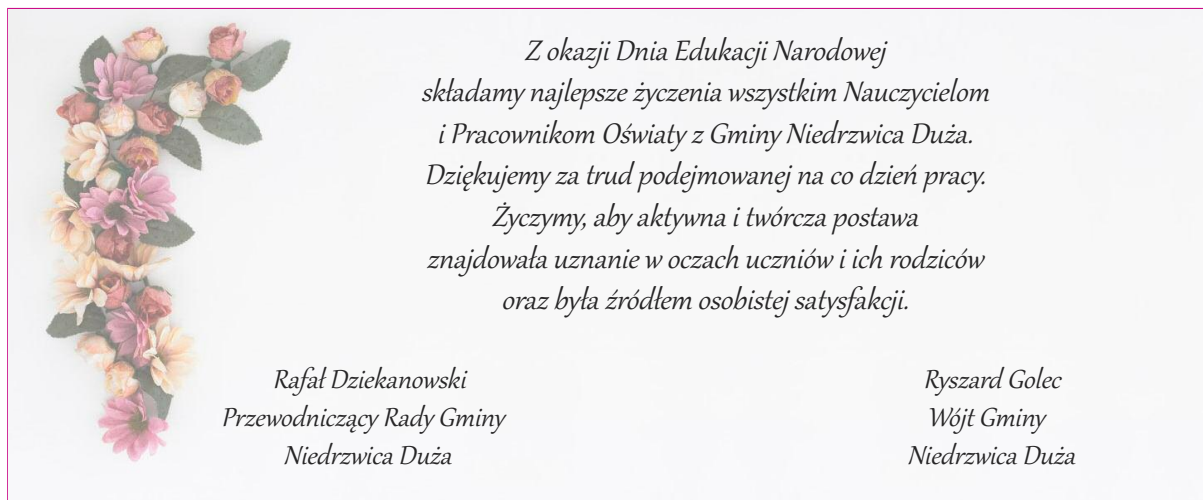 Z okazji Dnia Edukacji Narodowej
składamy najlepsze życzenia wszystkim Nauczycielom
i Pracownikom Oświaty z Gminy Niedrzwica Duża.
Dziękujemy za trud podejmowanej na co dzień pracy.
Życzymy, aby aktywna i twórcza postawa
znajdowała uznanie w oczach uczniów i ich rodziców
oraz była źródłem osobistej satysfakcji.
Rafał Dziekanowski
Przewodniczący Rady Gminy
Niedrzwica Duża
Ryszard Golec
Wójt Gminy
Niedrzwica Duża